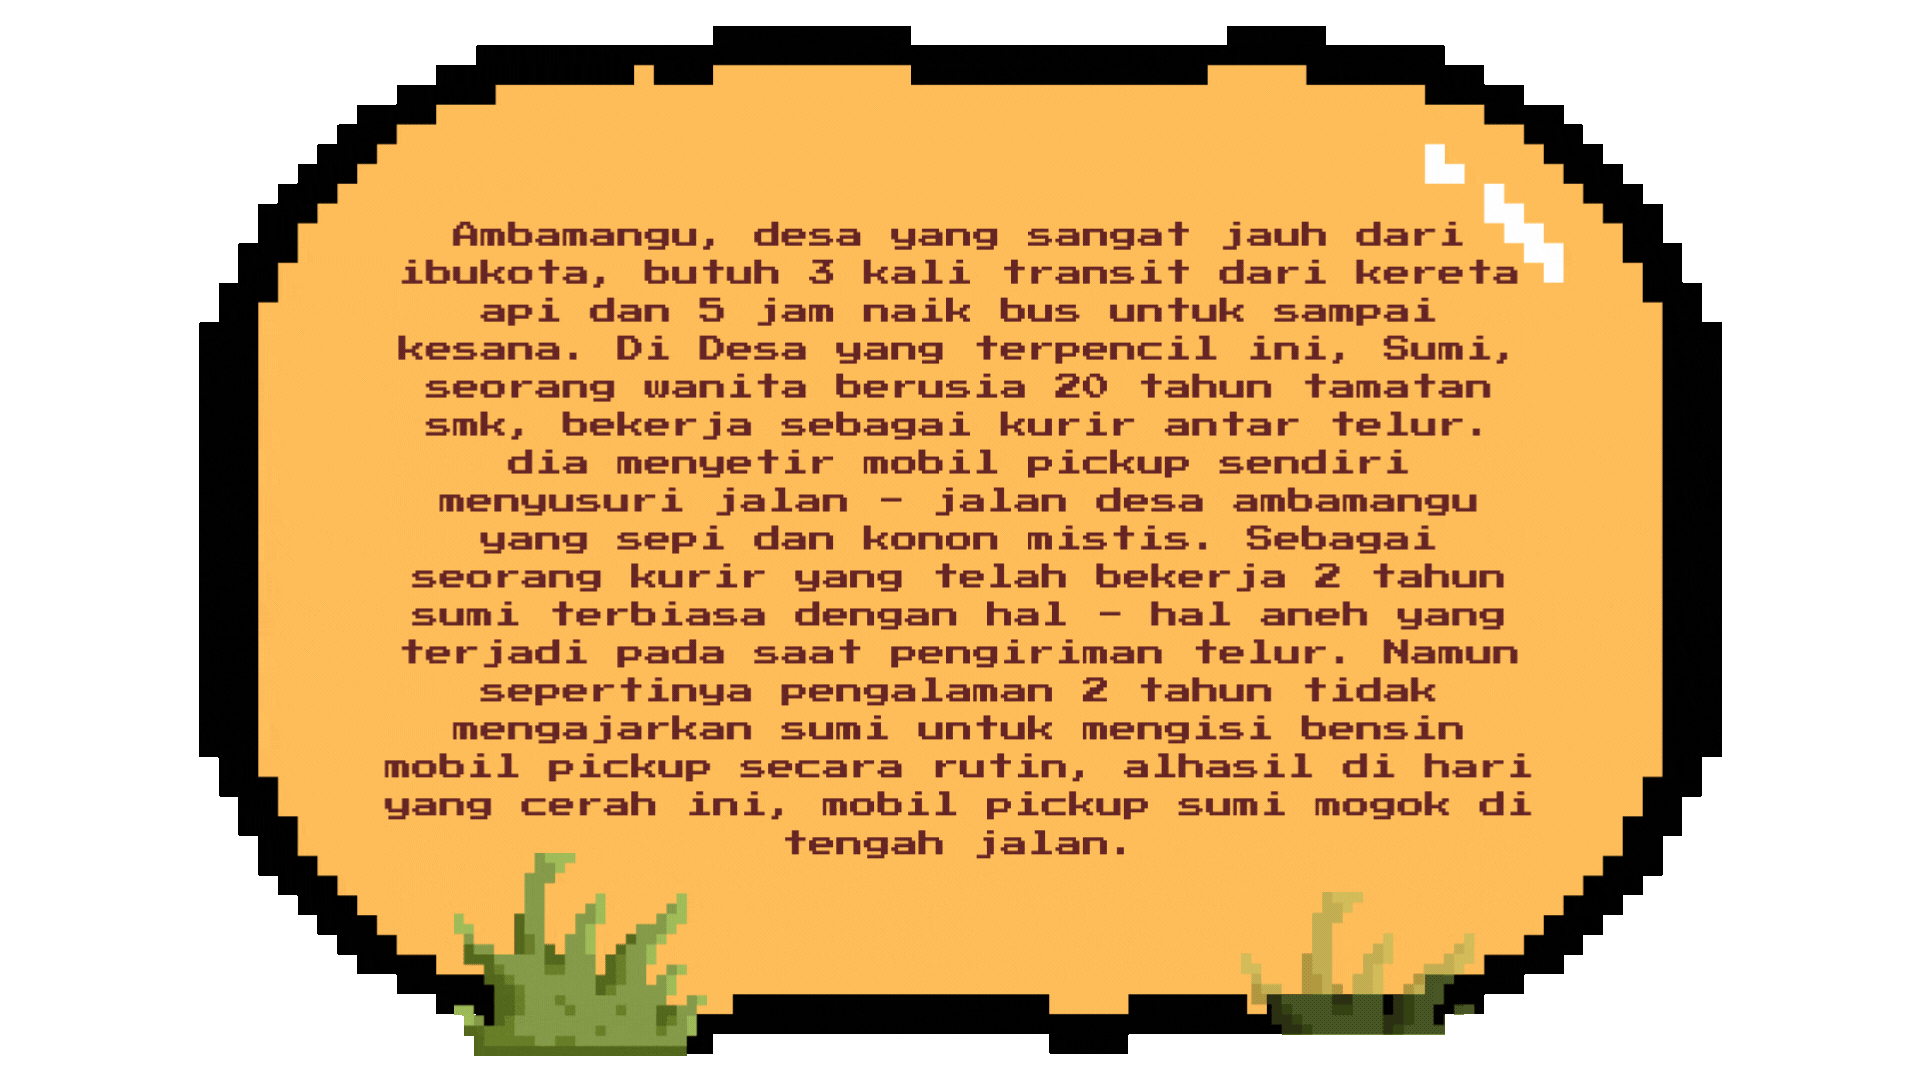 Ambamangu, desa yang sangat jauh dari
ibukota, butuh 3 kali transit dari kereta
api dan 5 jam naik bus untuk sampai
kesana. Di Desa yang terpencil ini, Sumi,
seorang wanita berusia 20 tahun tamatan
smk, bekerja sebagai kurir antar telur.
dia menyetir mobil pickup sendiri
menyusuri jalan - jalan desa ambamangu
yang sepi dan konon mistis. Sebagai
seorang kurir yang telah bekerja 2 tahun
sumi terbiasa dengan hal - hal aneh yang
terjadi pada saat pengiriman telur. Namun
sepertinya pengalaman 2 tahun tidak
mengajarkan sumi untuk mengisi bensin
mobil pickup secara rutin, alhasil di hari
yang cerah ini, mobil pickup sumi mogok di
tengah jalan.